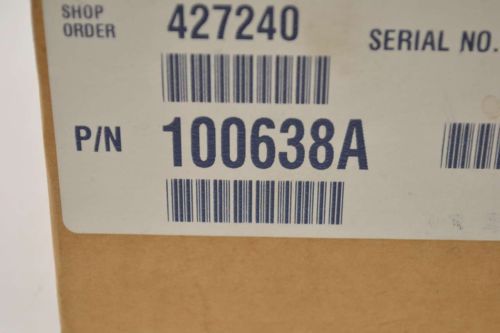 SHOP
ORDER 427240 SERIAL NO.
P/N 100638A